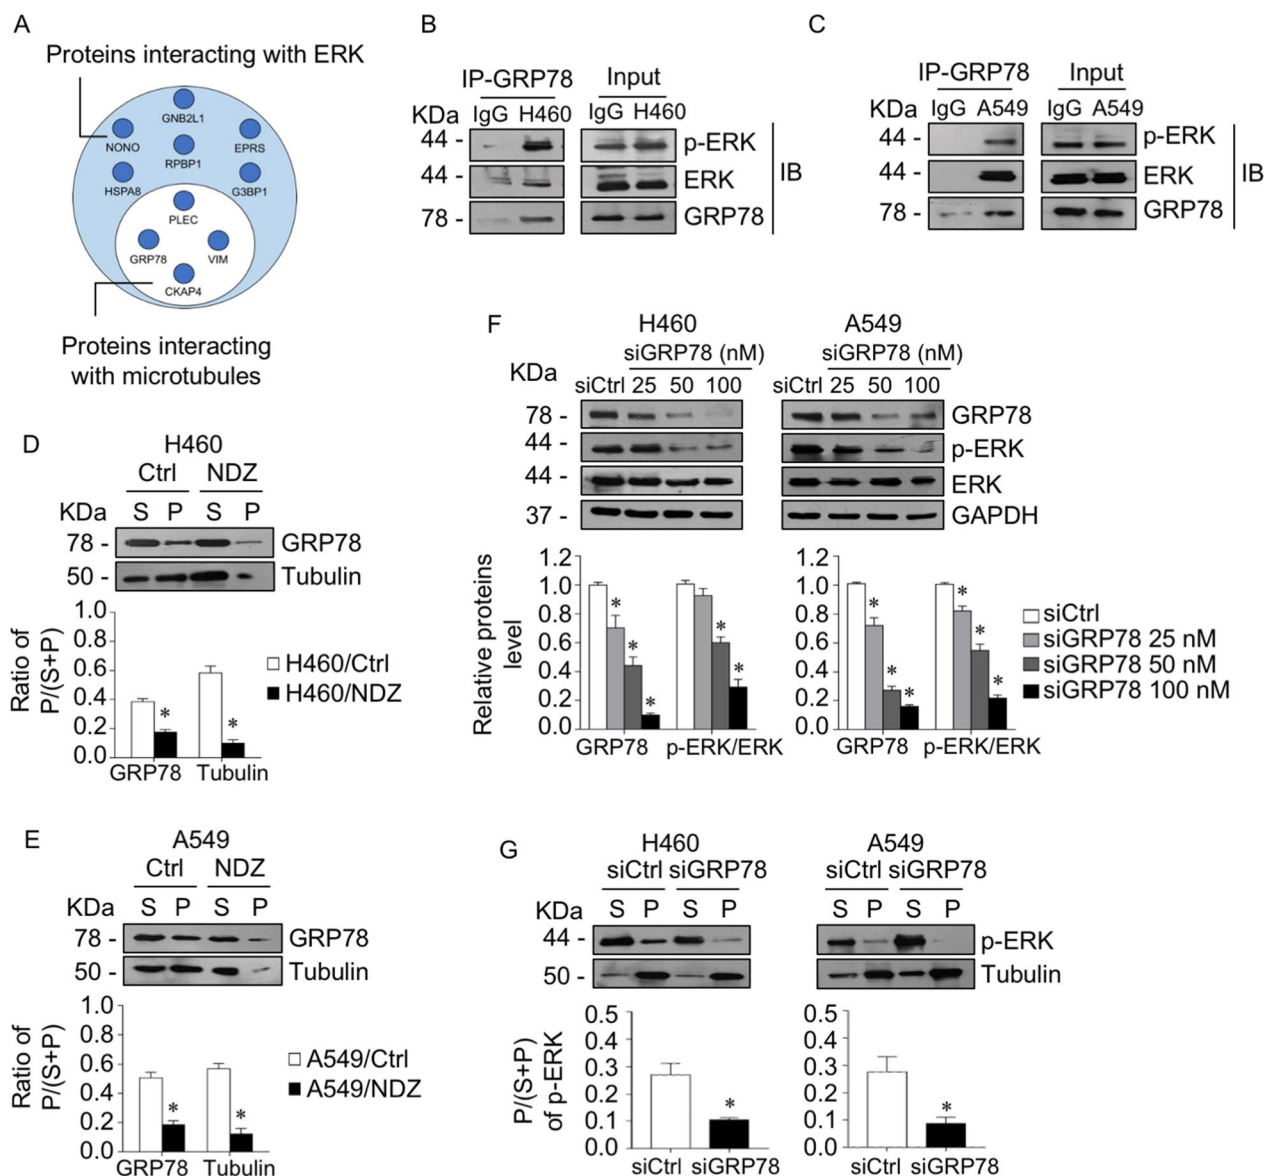 A
Proteins interacting with ERK
GNB2L1
NONO
EPRS
RPBP1
HSPA8
G3BP1
PLEC
GRP78
VIM
CKAP4
Proteins interacting
with microtubules
B
IP-GRP78 Input
KDa IgG H460 IgG H460
44 - p-ERK
44 - ERK
78 - GRP78
IB
C
IP-GRP78 Input
KDa IgG A549 IgG A549
44 - p-ERK
44 - ERK
78 - GRP78
IB
D
H460
Ctrl NDZ
KDa S P S P
78 - GRP78
50 - Tubulin
Ratio of
P/(S+P)
1.0
0.8
0.6
0.4
0.2
0.0
* *
GRP78 Tubulin
H460/Ctrl
H460/NDZ
E
A549
Ctrl NDZ
KDa S P S P
78 - GRP78
50 - Tubulin
Ratio of
P/(S+P)
1.0
0.8
0.6
0.4
0.2
0.0
* *
GRP78 Tubulin
A549/Ctrl
A549/NDZ
F
H460 A549
siGRP78 (nM) siGRP78 (nM)
KDa siCtrl 25 50 100 siCtrl 25 50 100
78 - GRP78
44 - p-ERK
44 - ERK
37 - GAPDH
Relative proteins
level
1.2
1.0
0.8
0.6
0.4
0.2
0.0
* * * * *
GRP78 p-ERK/ERK
1.2
1.0
0.8
0.6
0.4
0.2
0.0
* * * * * *
GRP78 p-ERK/ERK
siCtrl
siGRP78 25 nM
siGRP78 50 nM
siGRP78 100 nM
G
H460 A549
siCtrl siGRP78 siCtrl siGRP78
KDa S P S P S P S P
44 - p-ERK
50 - Tubulin
P/(S+P)
of p-ERK
0.5
0.4
0.3
0.2
0.1
0.0
*
siCtrl siGRP78
0.5
0.4
0.3
0.2
0.1
0.0
*
siCtrl siGRP78